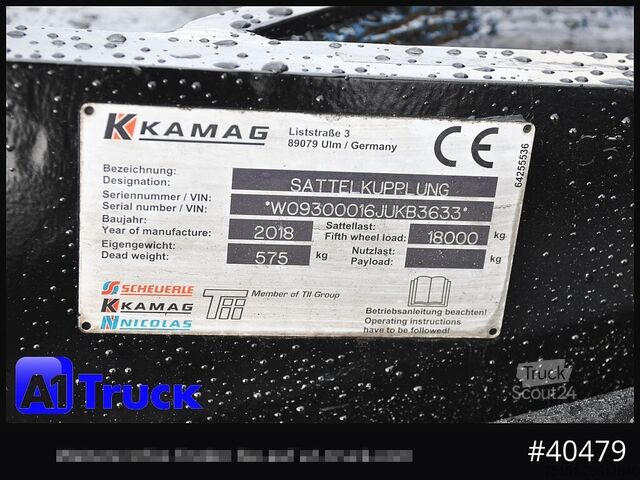 KAMAG
Liststraße 3
89079 Ulm / Germany
CE
64255536
Bezeichnung:
Designation:
SATTELKUPPLUNG
Seriennummer / VIN:
Serial number / VIN:
*W09300016JUKB3633*
Baujahr:
Year of manufacture:
2018
Sattellast:
Fifth wheel load:
18000 kg
Eigengewicht:
Dead weight:
575 kg
Nutzlast:
Payload:
kg
SCHEUERLE
KAMAG
NICOLAS
TII
Member of TII Group
Betriebsanleitung beachten!
Operating instructions
have to be followed!
A1 Truck
Truck
Scout24
#40479